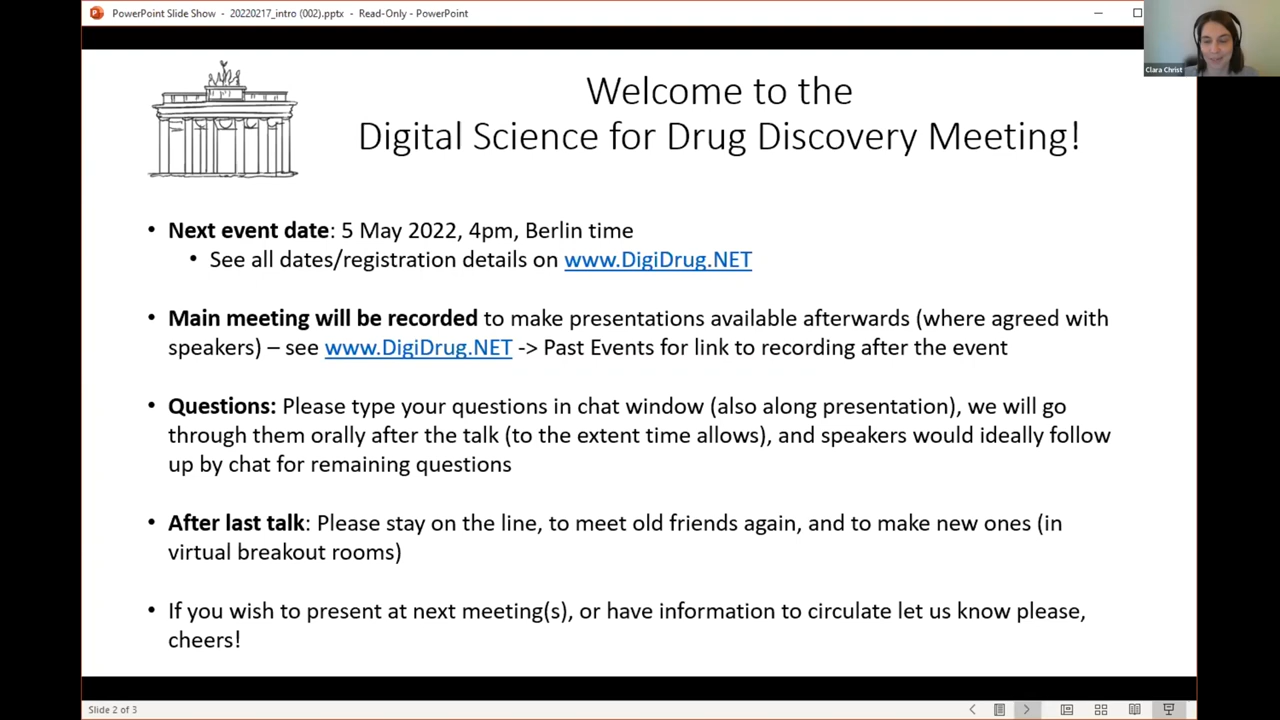 PowerPoint Slide Show - 20220217_intro (002).pptx - Read-Only - PowerPoint
Clara Christ
Welcome to the
Digital Science for Drug Discovery Meeting!
• Next event date: 5 May 2022, 4pm, Berlin time
• See all dates/registration details on www.DigiDrug.NET
• Main meeting will be recorded to make presentations available afterwards (where agreed with
speakers) – see www.DigiDrug.NET -> Past Events for link to recording after the event
• Questions: Please type your questions in chat window (also along presentation), we will go
through them orally after the talk (to the extent time allows), and speakers would ideally follow
up by chat for remaining questions
• After last talk: Please stay on the line, to meet old friends again, and to make new ones (in
virtual breakout rooms)
• If you wish to present at next meeting(s), or have information to circulate let us know please,
cheers!
Slide 2 of 3